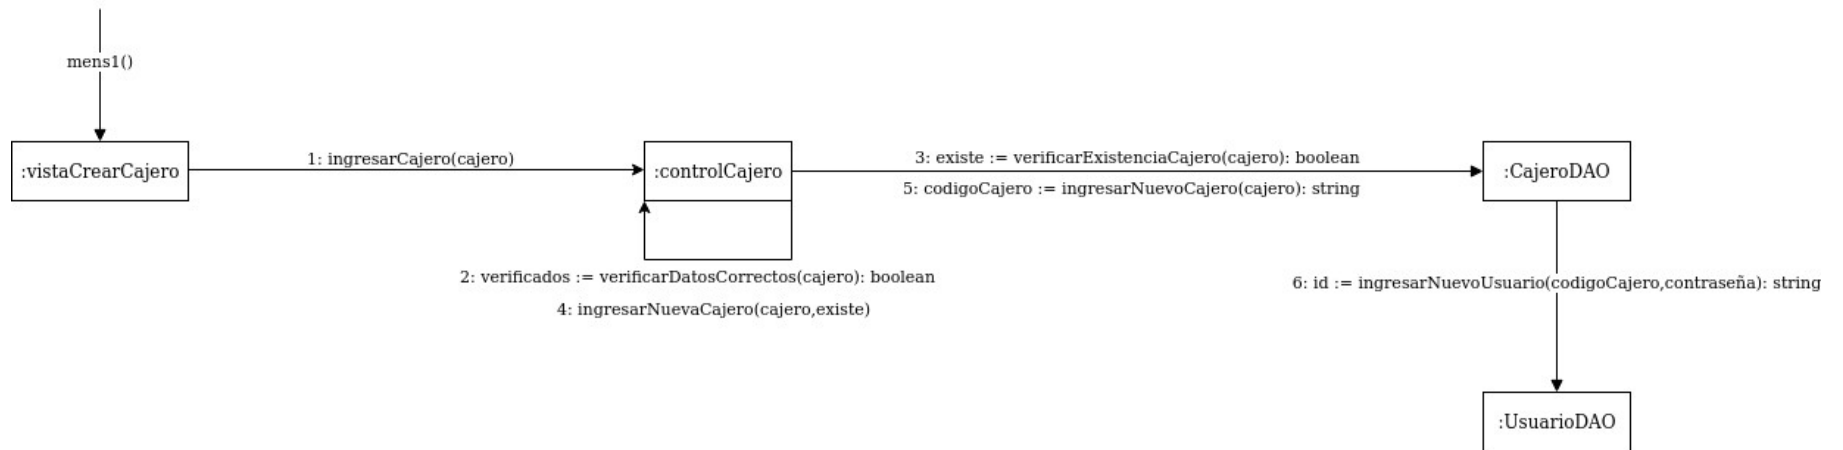 mens1()
:vistaCrearCajero
1: ingresarCajero(cajero)
:controlCajero
3: existe := verificarExistenciaCajero(cajero): boolean
5: codigoCajero := ingresarNuevoCajero(cajero): string
:CajeroDAO
2: verificados := verificarDatosCorrectos(cajero): boolean
4: ingresarNuevaCajero(cajero,existe)
6: id := ingresarNuevoUsuario(codigoCajero,contraseña): string
:UsuarioDAO